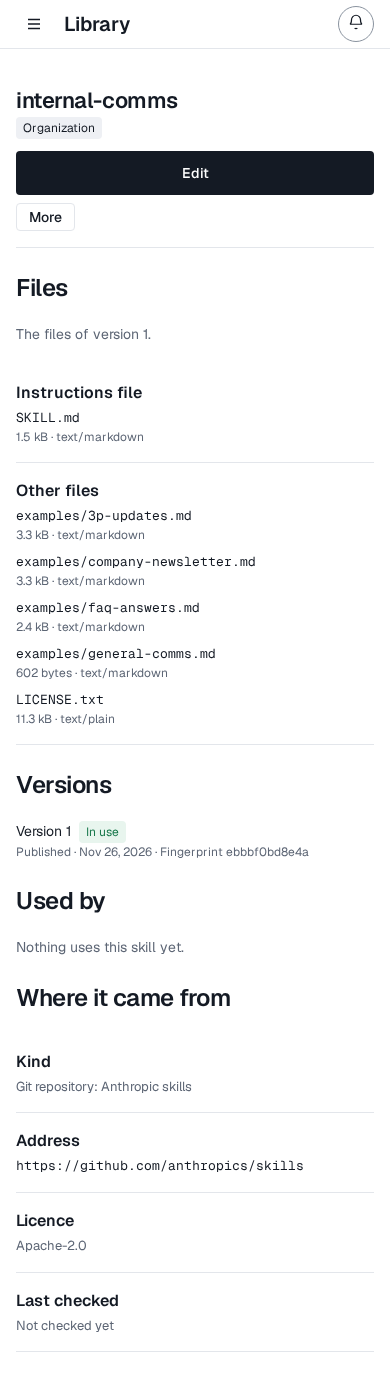 Library
internal-comms
Organization
Edit
More
Files
The files of version 1.
Instructions file
SKILL.md
1.5 kB · text/markdown
Other files
examples/3p-updates.md
3.3 kB · text/markdown
examples/company-newsletter.md
3.3 kB · text/markdown
examples/faq-answers.md
2.4 kB · text/markdown
examples/general-comms.md
602 bytes · text/markdown
LICENSE.txt
11.3 kB · text/plain
Versions
Version 1 In use
Published · Nov 26, 2026 · Fingerprint ebbbf0bd8e4a
Used by
Nothing uses this skill yet.
Where it came from
Kind
Git repository: Anthropic skills
Address
https://github.com/anthropics/skills
Licence
Apache-2.0
Last checked
Not checked yet